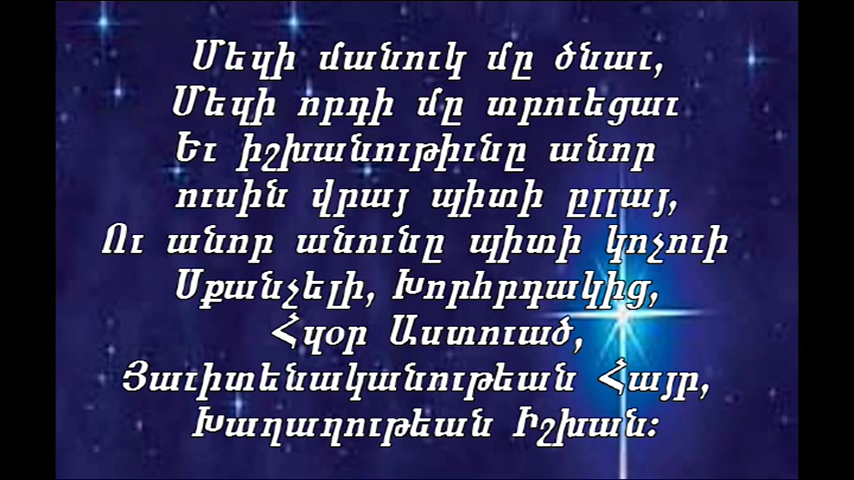 Մեզի մանուկ մը ծնաւ,
Մեզի որդի մը տրուեցաւ
Եւ իշխանութիւնը անոր
ուսին վրայ պիտի ըլլայ,
Ու անոր անունը պիտի կոչուի
Սքանչելի, Խորհրդակից,
Հզօր Աստուած,
Յաւիտենականութեան Հայր,
Խաղաղութեան Իշխան: